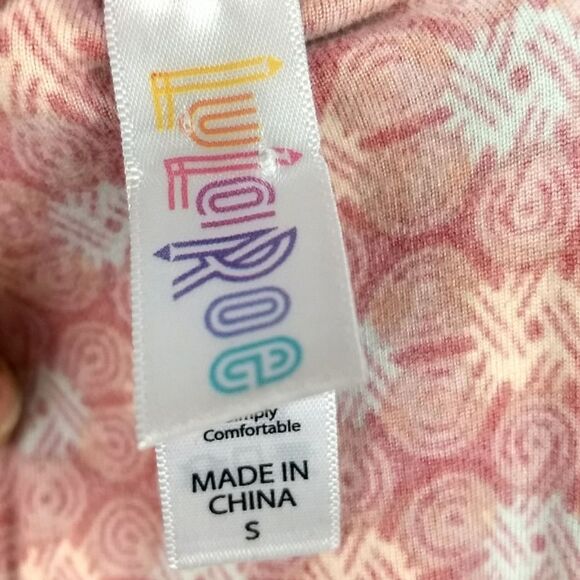 LuLaRoe
Simply
Comfortable
MADE IN
CHINA
S